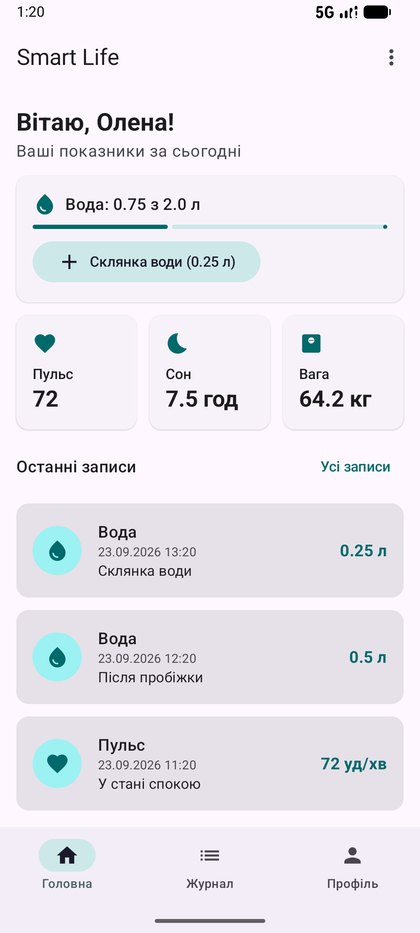 1:20
5G
Smart Life
Вітаю, Олена!
Ваші показники за сьогодні
Вода: 0.75 з 2.0 л
Склянка води (0.25 л)
Пульс
72
Сон
7.5 год
Вага
64.2 кг
Останні записи
Усі записи
Вода
23.09.2026 13:20
Склянка води
0.25 л
Вода
23.09.2026 12:20
Після пробіжки
0.5 л
Пульс
23.09.2026 11:20
У стані спокою
72 уд/хв
Головна
Журнал
Профіль